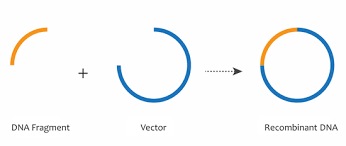 +
DNA Fragment
Vector
Recombinant DNA